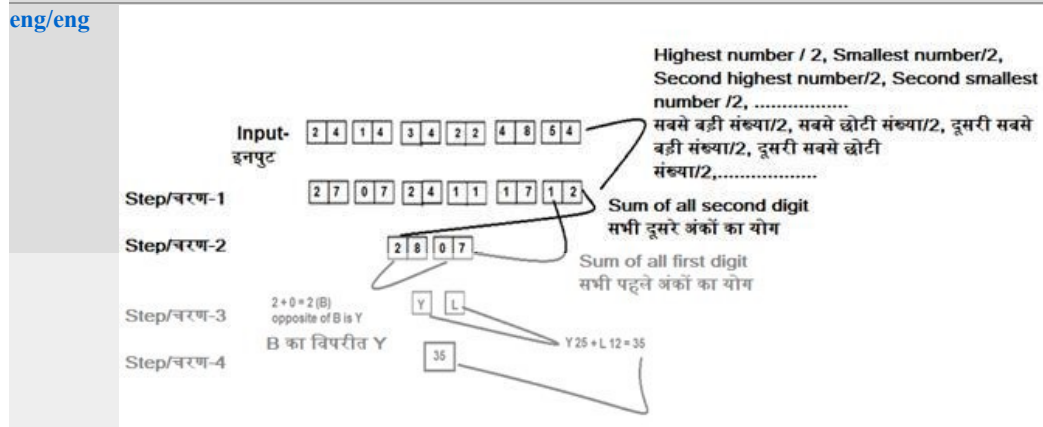 eng/eng
Highest number / 2, Smallest number/2,
Second highest number/2, Second smallest
number /2, .................
सबसे बड़ी संख्या/2, सबसे छोटी संख्या/2, दूसरी सबसे
बड़ी संख्या/2, दूसरी सबसे छोटी
संख्या/2,..................
Input- 2 4 1 4 3 4 2 2 4 8 5 4
इनपुट
Step/चरण-1 2 7 0 7 2 4 1 1 1 7 1 2
Sum of all second digit
सभी दूसरे अंकों का योग
Step/चरण-2 2 8 0 7
Sum of all first digit
सभी पहले अंकों का योग
Step/चरण-3 2 + 0 = 2 (B) Y L
opposite of B is Y
B का विपरीत Y
Y 25 + L 12 = 35
Step/चरण-4 35